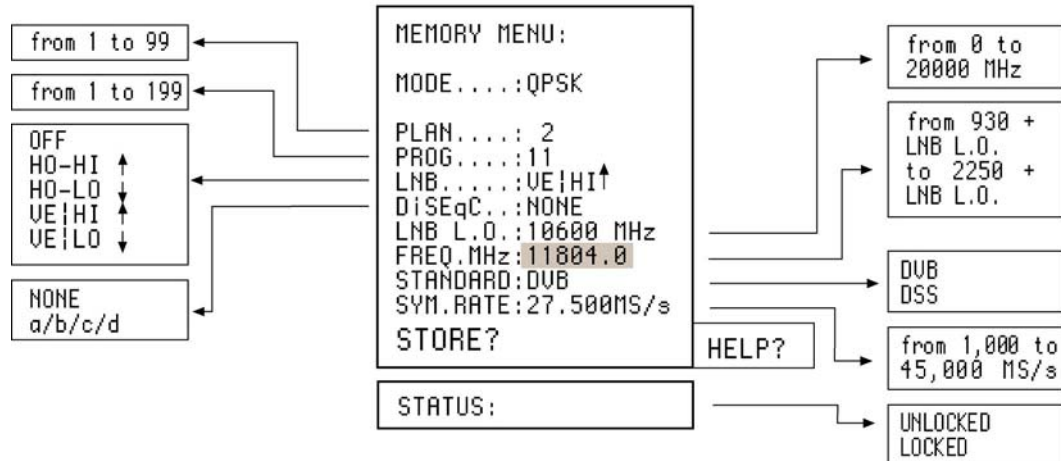 from 1 to 99
from 1 to 199
OFF
HO-HI ↑
HO-LO ↓
VE¦HI ↑
VE¦LO ↓
NONE
a/b/c/d
MEMORY MENU:
MODE....:QPSK
PLAN....: 2
PROG....:11
LNB.....:VE¦HI↑
DiSEqC..:NONE
LNB L.O.:10600 MHz
FREQ.MHz:11804.0
STANDARD:DVB
SYM.RATE:27.500MS/s
STORE?
HELP?
STATUS:
from 0 to
20000 MHz
from 930 +
LNB L.O.
to 2250 +
LNB L.O.
DVB
DSS
from 1,000 to
45,000 MS/s
UNLOCKED
LOCKED